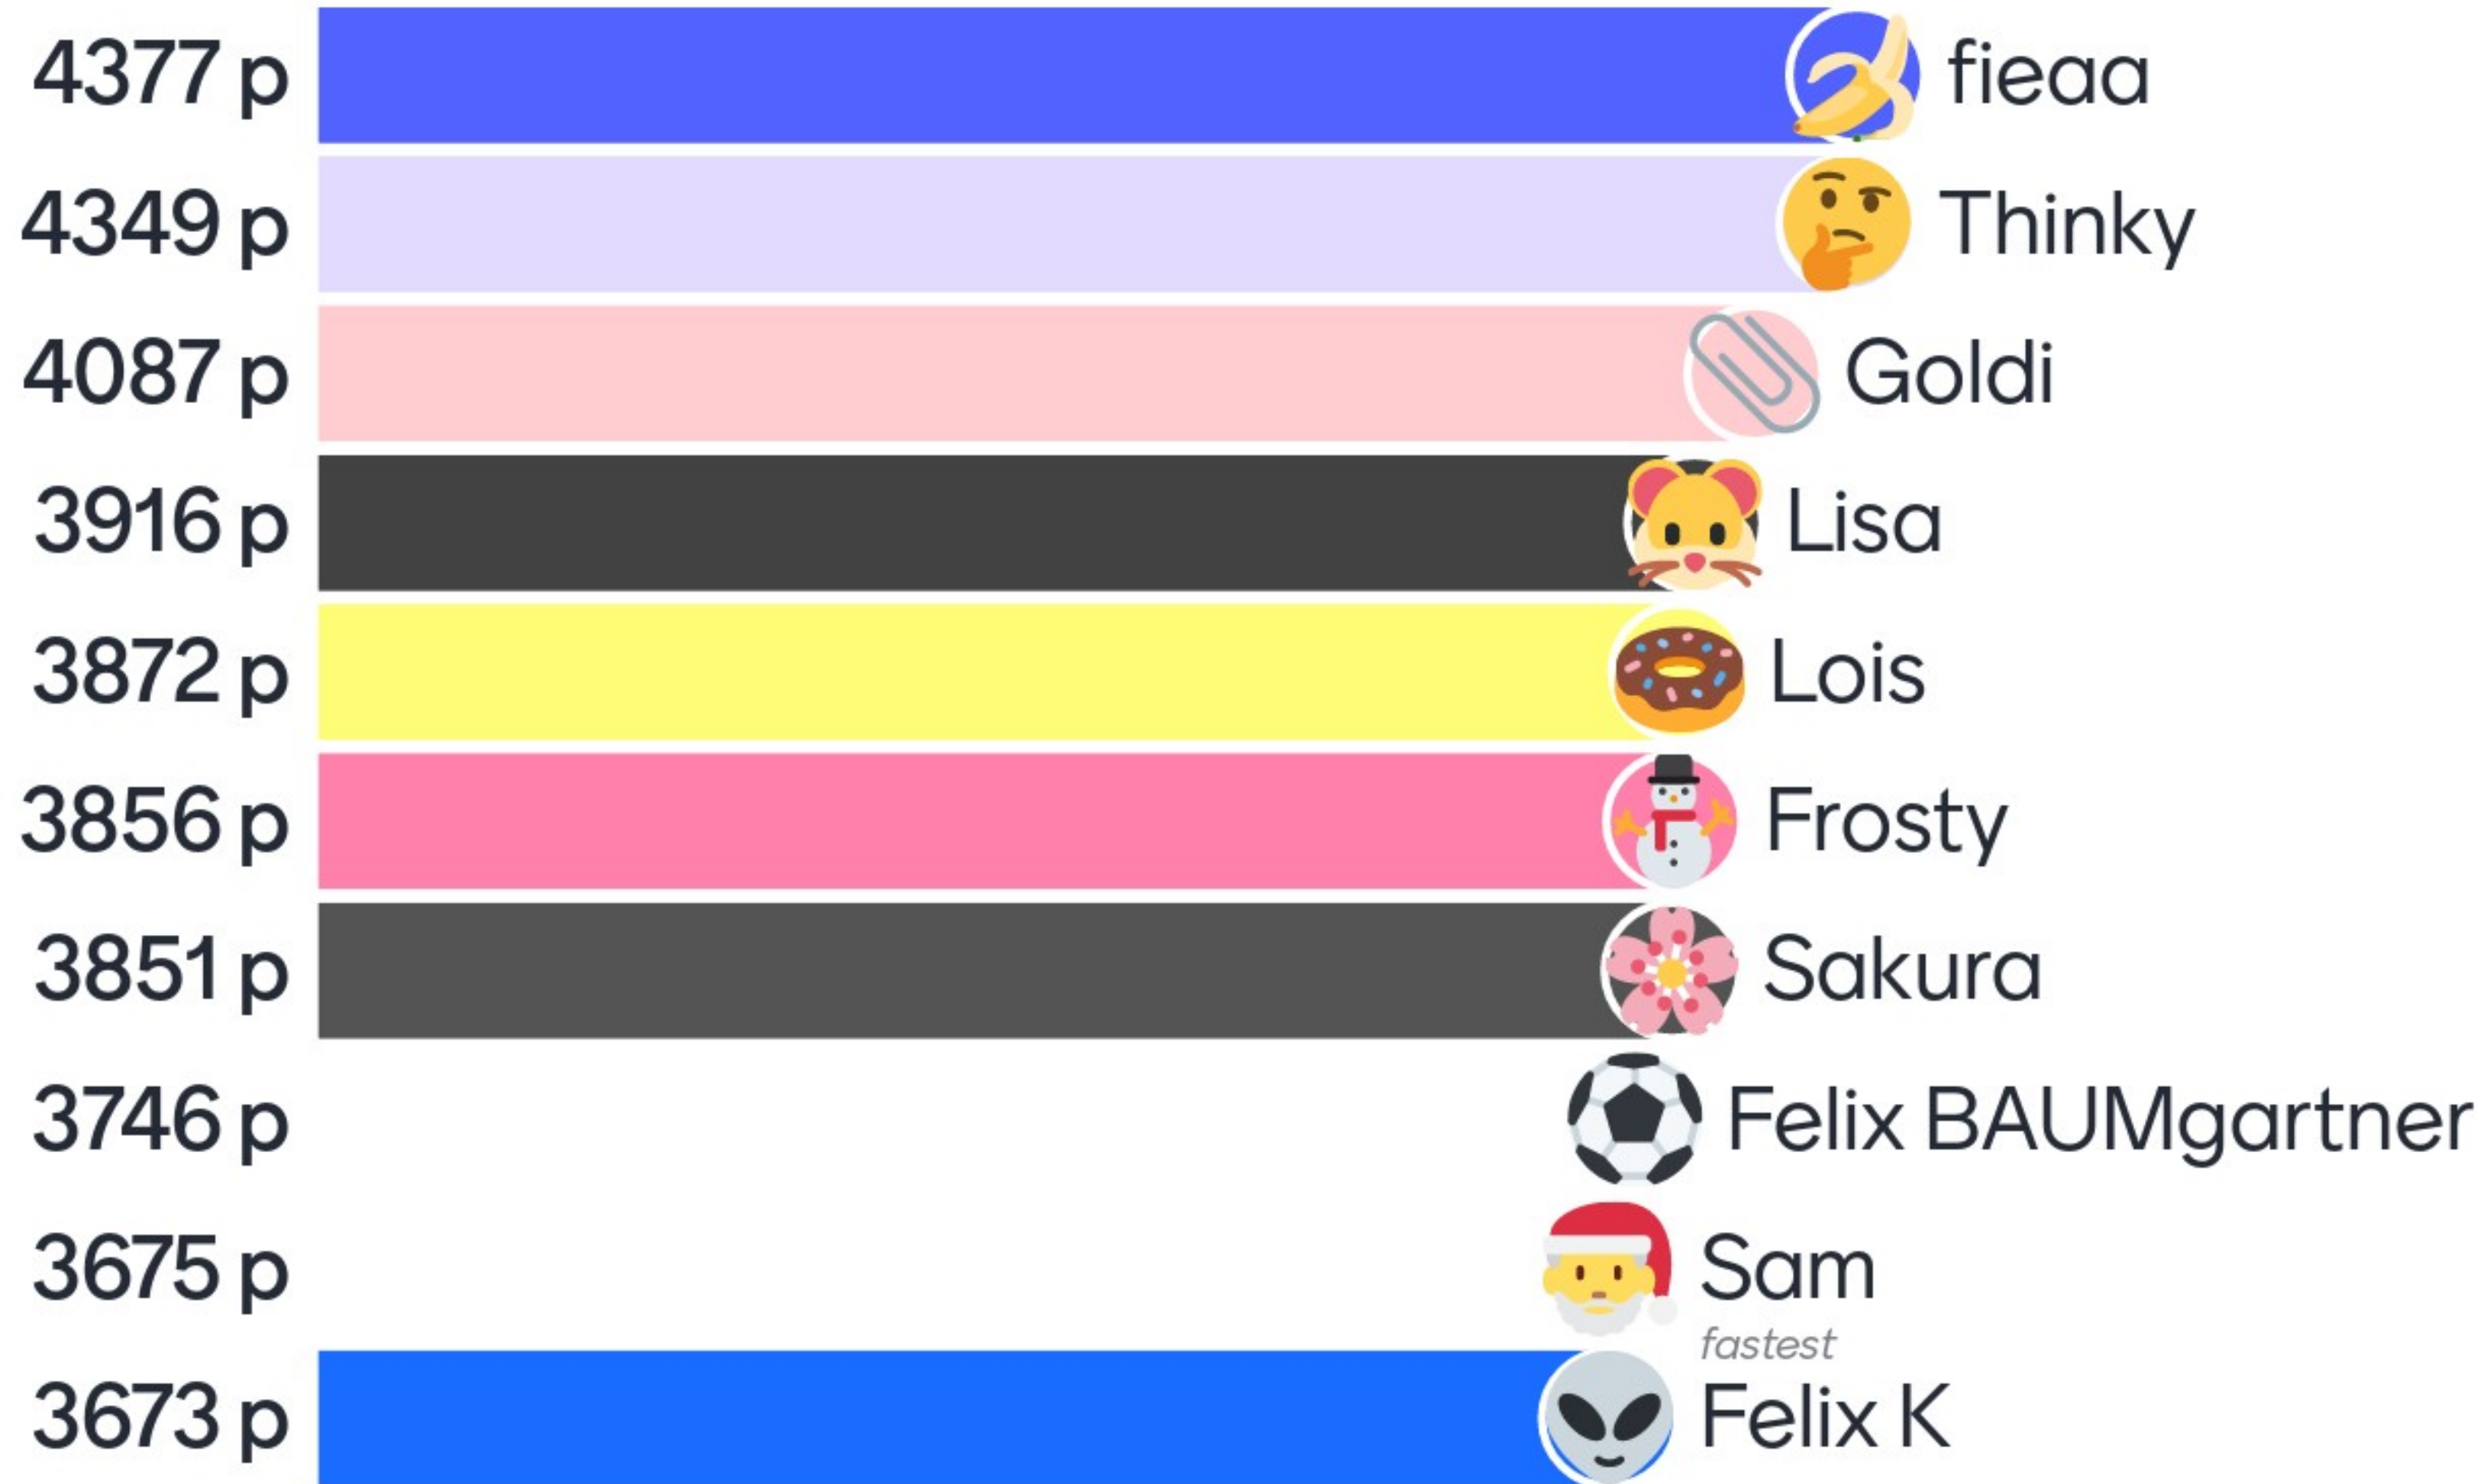 4377 p fieaa
4349 p Thinky
4087 p Goldi
3916 p Lisa
3872 p Lois
3856 p Frosty
3851 p Sakura
3746 p Felix BAUMgartner
3675 p Sam
fastest
3673 p Felix K